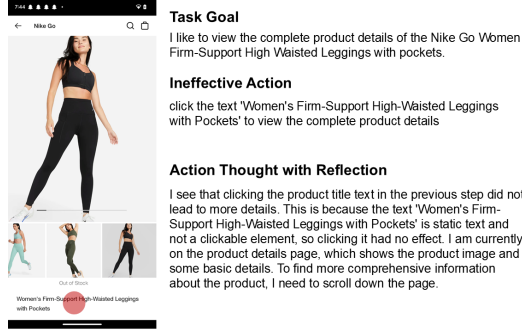 7:44
Nike Go
Out of Stock
Women's Firm-Support High-Waisted Leggings
with Pockets
Task Goal
I like to view the complete product details of the Nike Go Women
Firm-Support High Waisted Leggings with pockets.
Ineffective Action
click the text 'Women's Firm-Support High-Waisted Leggings
with Pockets' to view the complete product details
Action Thought with Reflection
I see that clicking the product title text in the previous step did not
lead to more details. This is because the text 'Women's Firm-
Support High-Waisted Leggings with Pockets' is static text and
not a clickable element, so clicking it had no effect. I am currently
on the product details page, which shows the product image and
some basic details. To find more comprehensive information
about the product, I need to scroll down the page.